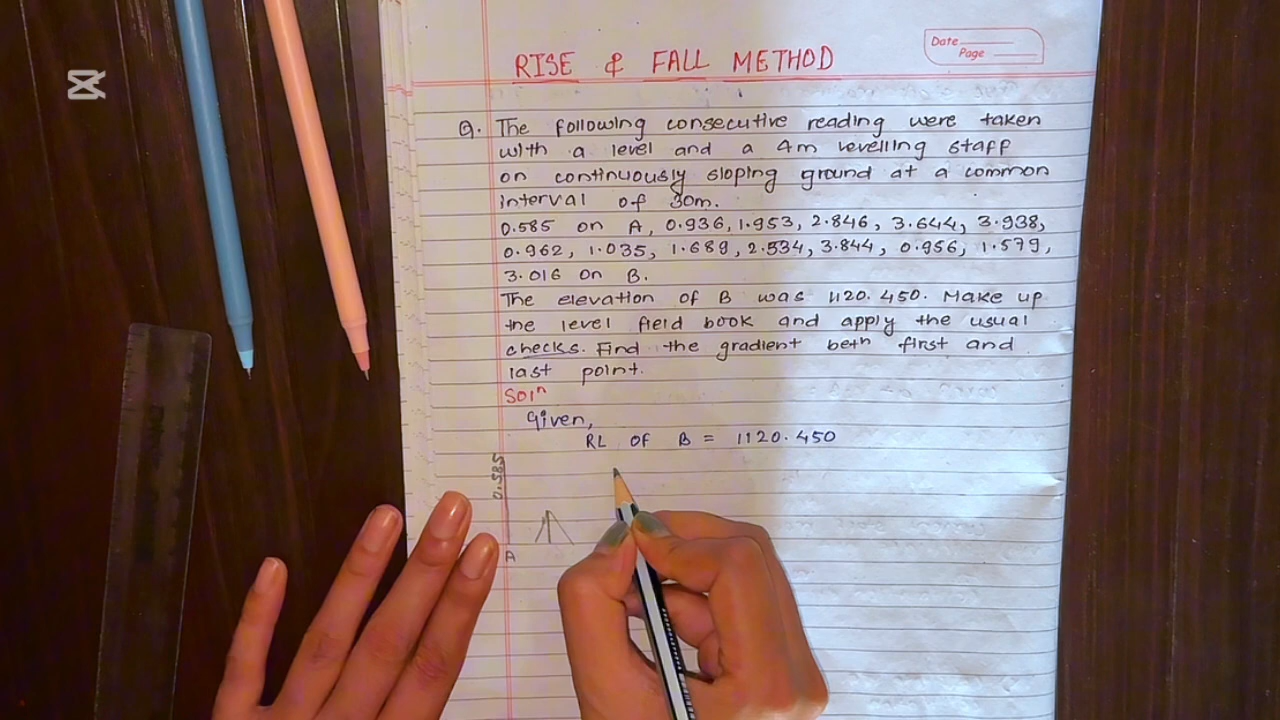 RISE & FALL METHOD
Date
Page
Q. The following consecutive reading were taken
with a level and a 4m levelling staff
on continuously sloping ground at a common
interval of 30m.
0.585 on A, 0.936, 1.953, 2.846, 3.644, 3.938,
0.962, 1.035, 1.689, 2.534, 3.844, 0.956, 1.579,
3.016 on B.
The elevation of B was 1120.450. Make up
the level field book and apply the usual
checks. Find the gradient betⁿ first and
last point.
Solⁿ
Given,
RL OF B = 1120.450
0.585
A